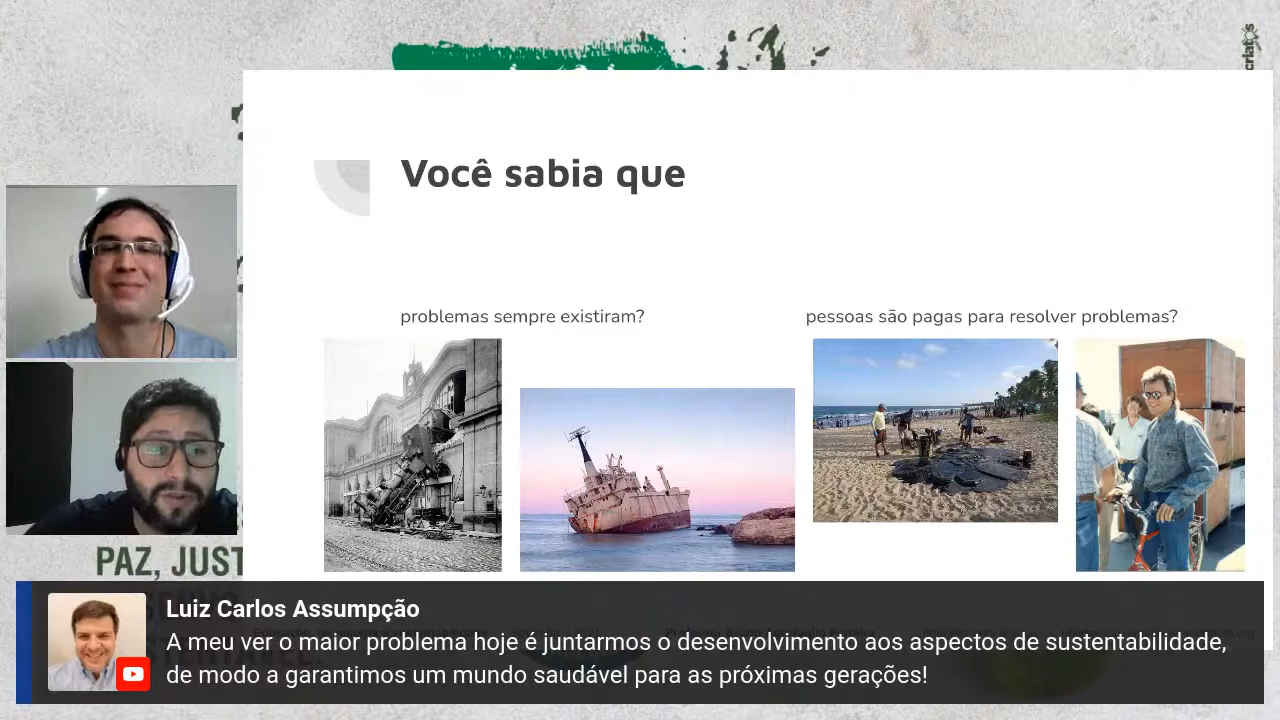 criatos
Você sabia que
problemas sempre existiram?
pessoas são pagas para resolver problemas?
PAZ, JUST
Luiz Carlos Assumpção
A meu ver o maior problema hoje é juntarmos o desenvolvimento aos aspectos de sustentabilidade,
de modo a garantimos um mundo saudável para as próximas gerações!